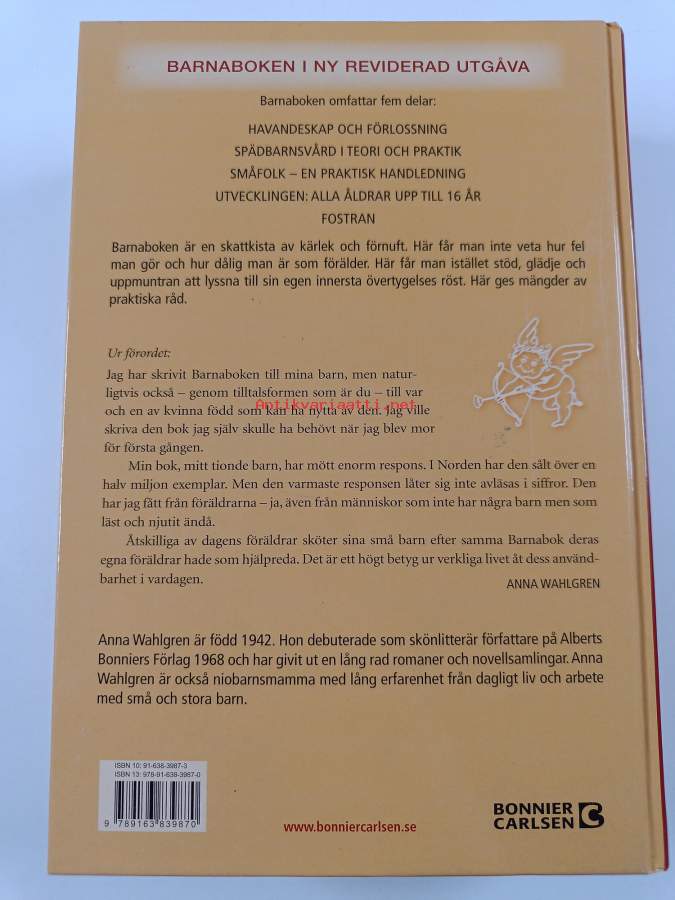 BARNABOKEN I NY REVIDERAD UTGÅVA
Barnaboken omfattar fem delar:
HAVANDESKAP OCH FÖRLOSSNING
SPÄDBARNSVÅRD I TEORI OCH PRAKTIK
SMÅFOLK – EN PRAKTISK HANDLEDNING
UTVECKLINGEN: ALLA ÅLDRAR UPP TILL 16 ÅR
FOSTRAN
Barnaboken är en skattkista av kärlek och förnuft. Här får man inte veta hur fel
man gör och hur dålig man är som förälder. Här får man istället stöd, glädje och
uppmuntran att lyssna till sin egen innersta övertygelses röst. Här ges mängder av
praktiska råd.
Ur förordet:
Jag har skrivit Barnaboken till mina barn, men natur-
ligtvis också – genom tilltalsformen som är du – till var
och en av kvinna född som kan ha nytta av den. Jag ville
Antikvariaatti.net
skriva den bok jag själv skulle ha behövt när jag blev mor
för första gången.
Min bok, mitt tionde barn, har mött enorm respons. I Norden har den sålt över en
halv miljon exemplar. Men den varmaste responsen låter sig inte avläsas i siffror. Den
har jag fått från föräldrarna – ja, även från människor som inte har några barn men som
läst och njutit ändå.
Åtskilliga av dagens föräldrar sköter sina små barn efter samma Barnabok deras
egna föräldrar hade som hjälpreda. Det är ett högt betyg ur verkliga livet åt dess använd-
barhet i vardagen.
ANNA WAHLGREN
Anna Wahlgren är född 1942. Hon debuterade som skönlitterär författare på Alberts
Bonniers Förlag 1968 och har givit ut en lång rad romaner och novellsamlingar. Anna
Wahlgren är också niobarnsmamma med lång erfarenhet från dagligt liv och arbete
med små och stora barn.
ISBN 10: 91-638-3987-3
ISBN 13: 978-91-638-3987-0
9 789163 839870
www.bonniercarlsen.se
BONNIER
CARLSEN